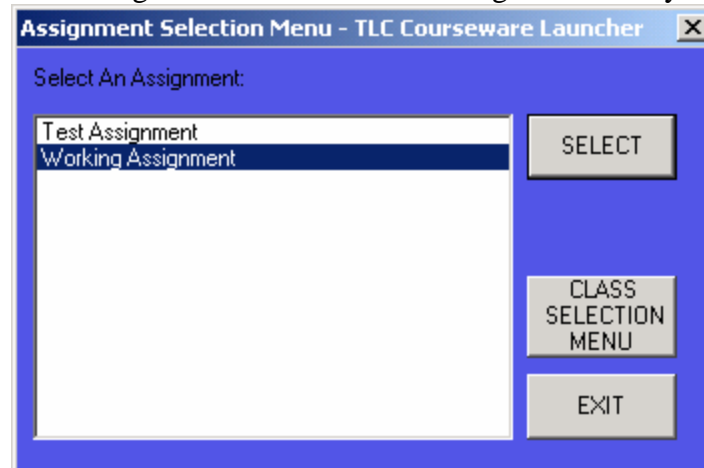 Assignment Selection Menu - TLC Courseware Launcher
Select An Assignment:
Test Assignment
Working Assignment
SELECT
CLASS
SELECTION
MENU
EXIT